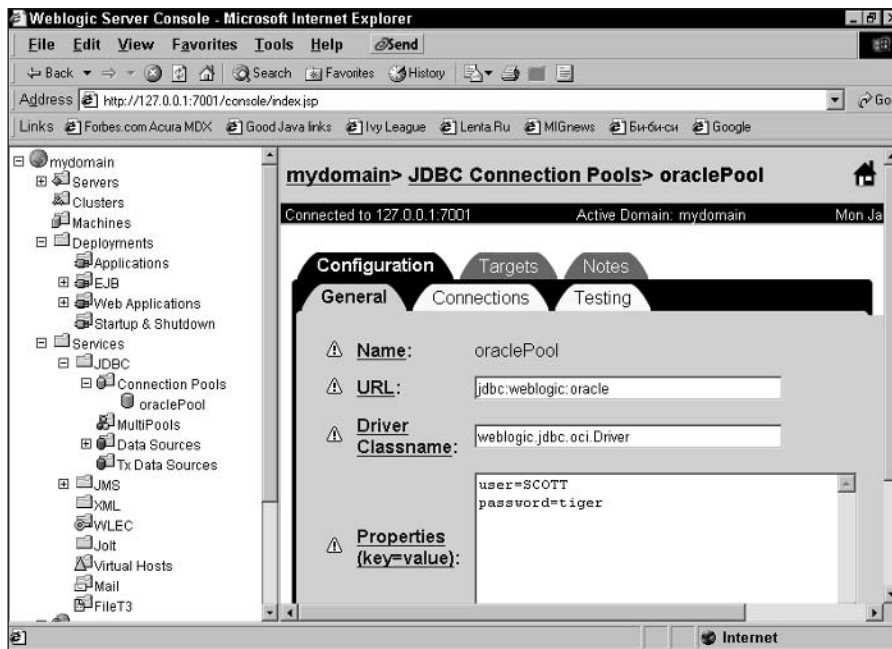 Weblogic Server Console - Microsoft Internet Explorer
File Edit View Favorites Tools Help Send
Back Search Favorites History
Address http://127.0.0.1:7001/console/index.jsp Go
Links Forbes.com Acura MDX Good Java links Ivy League Lenta.Ru MIGnews Би-би-си Google
mydomain
Servers
Clusters
Machines
Deployments
Applications
EJB
Web Applications
Startup & Shutdown
Services
JDBC
Connection Pools
oraclePool
MultiPools
Data Sources
Tx Data Sources
JMS
XML
WLEC
Jolt
Virtual Hosts
Mail
FileT3
mydomain> JDBC Connection Pools> oraclePool
Connected to 127.0.0.1:7001 Active Domain: mydomain Mon Ja
Configuration Targets Notes
General Connections Testing
Name: oraclePool
URL: jdbc:weblogic:oracle
Driver
Classname: weblogic.jdbc.oci.Driver
user=SCOTT
password=tiger
Properties
(key=value):
Internet